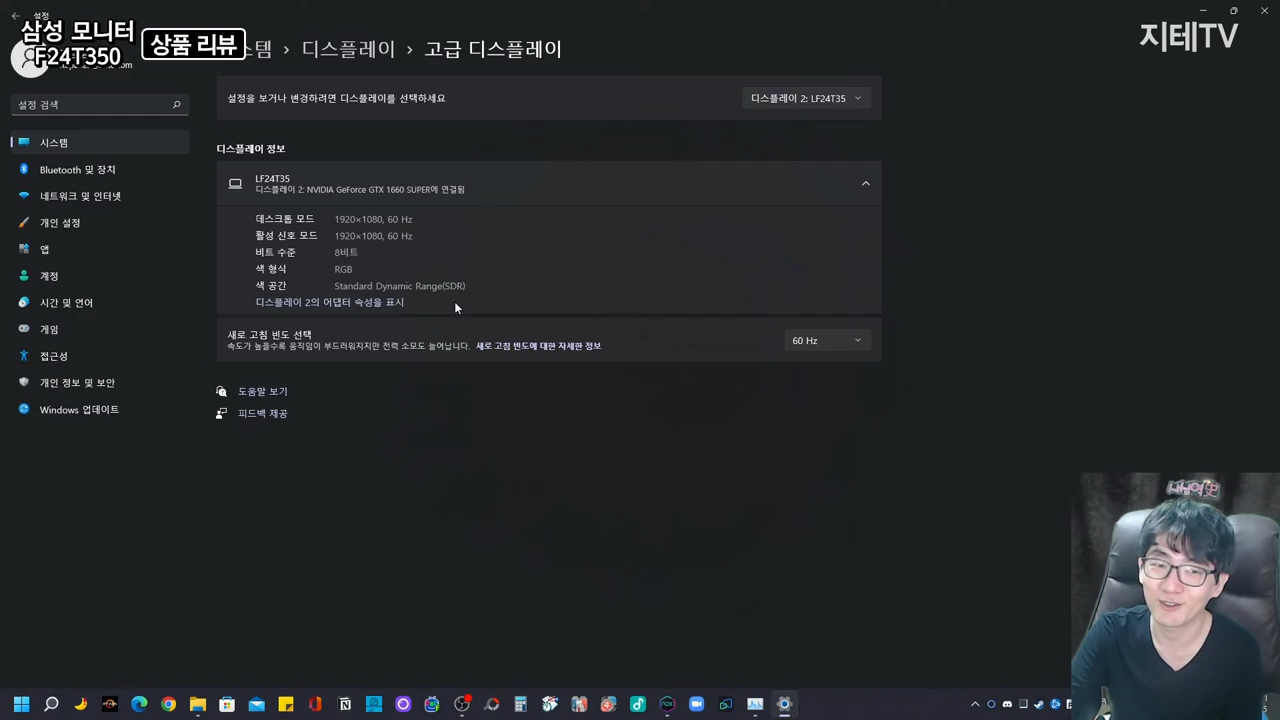 설정
삼성 모니터
F24T350
상품 리뷰
지테TV
디스플레이 › 고급 디스플레이
설정 검색
시스템
Bluetooth 및 장치
네트워크 및 인터넷
개인 설정
앱
계정
시간 및 언어
게임
접근성
개인 정보 및 보안
Windows 업데이트
설정을 보거나 변경하려면 디스플레이를 선택하세요
디스플레이 2: LF24T35
디스플레이 정보
LF24T35
디스플레이 2: NVIDIA GeForce GTX 1660 SUPER에 연결됨
데스크톱 모드 1920×1080, 60 Hz
활성 신호 모드 1920×1080, 60 Hz
비트 수준 8비트
색 형식 RGB
색 공간 Standard Dynamic Range(SDR)
디스플레이 2의 어댑터 속성을 표시
새로 고침 빈도 선택
속도가 높을수록 움직임이 부드러워지지만 전력 소모도 늘어납니다. 새로 고침 빈도에 대한 자세한 정보
60 Hz
도움말 보기
피드백 제공